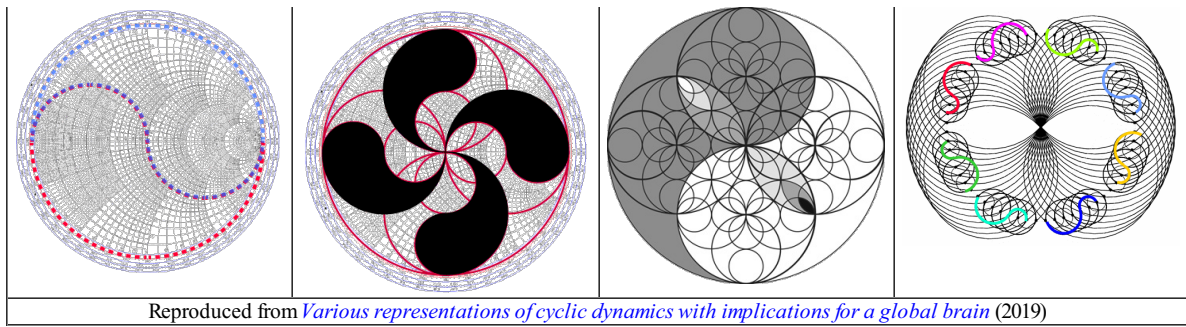 Reproduced from Various representations of cyclic dynamics with implications for a global brain (2019)